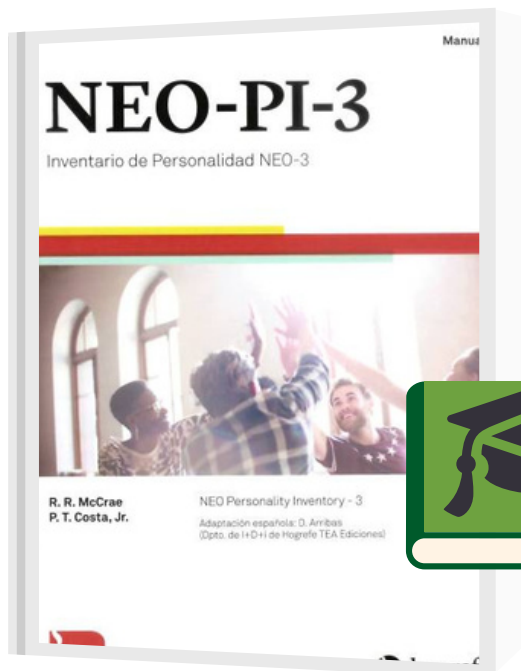 NEO-PI-3
Inventario de Personalidad NEO-3
R. R. McCrae
P. T. Costa, Jr.
NEO Personality Inventory - 3
Adaptación española: D. Arribas
(Dpto. de I+D+i de Hogrefe TEA Ediciones)